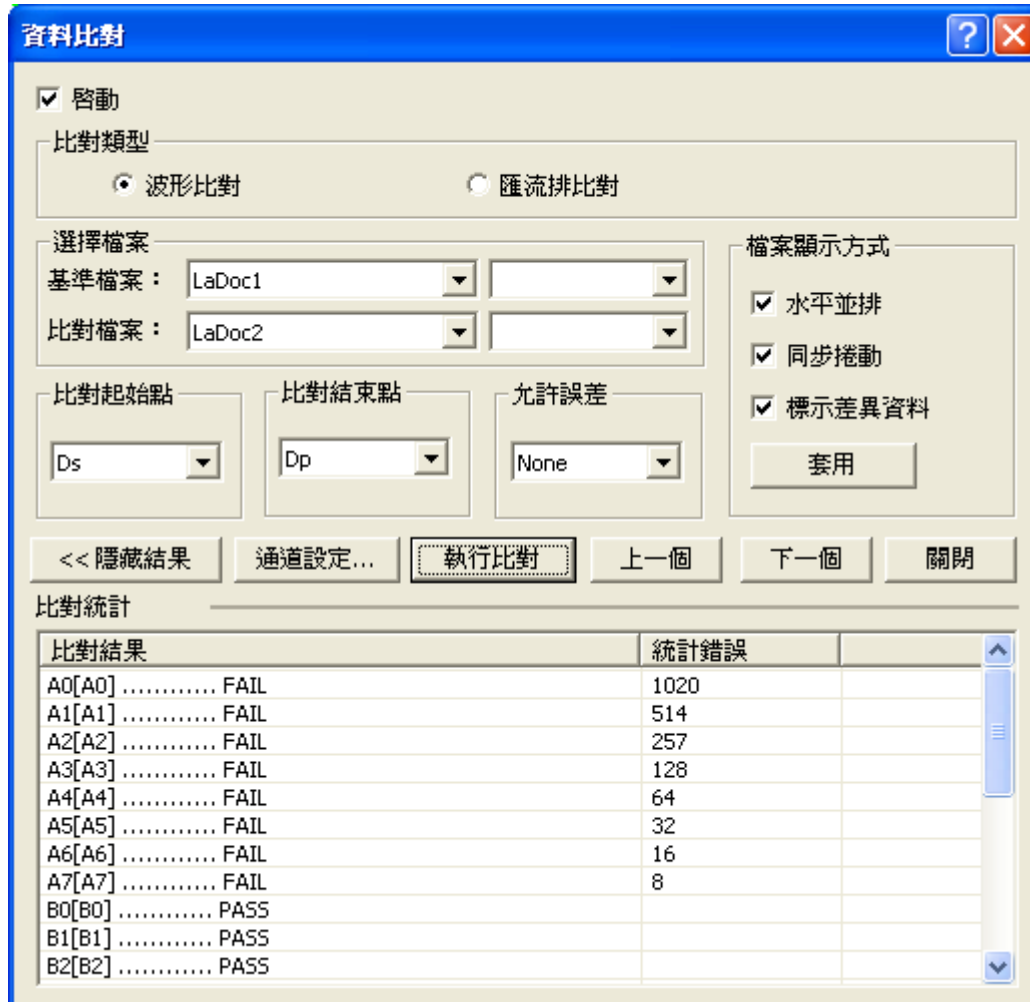 資料比對
啓動
比對類型
波形比對 匯流排比對
選擇檔案
基準檔案： LaDoc1
比對檔案： LaDoc2
檔案顯示方式
水平並排
同步捲動
標示差異資料
套用
比對起始點 比對結束點 允許誤差
Ds Dp None
<< 隱藏結果 通道設定... 執行比對 上一個 下一個 關閉
比對統計
比對結果 統計錯誤
A0[A0] ............ FAIL 1020
A1[A1] ............ FAIL 514
A2[A2] ............ FAIL 257
A3[A3] ............ FAIL 128
A4[A4] ............ FAIL 64
A5[A5] ............ FAIL 32
A6[A6] ............ FAIL 16
A7[A7] ............ FAIL 8
B0[B0] ............ PASS
B1[B1] ............ PASS
B2[B2] ............ PASS